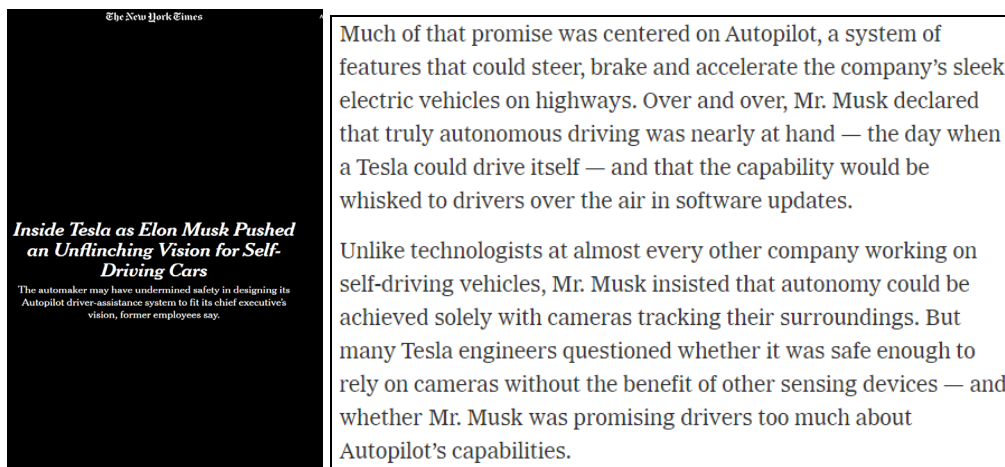 The New York Times
Inside Tesla as Elon Musk Pushed
an Unflinching Vision for Self-
Driving Cars
The automaker may have undermined safety in designing its
Autopilot driver-assistance system to fit its chief executive's
vision, former employees say.
Much of that promise was centered on Autopilot, a system of
features that could steer, brake and accelerate the company's sleek
electric vehicles on highways. Over and over, Mr. Musk declared
that truly autonomous driving was nearly at hand — the day when
a Tesla could drive itself — and that the capability would be
whisked to drivers over the air in software updates.
Unlike technologists at almost every other company working on
self-driving vehicles, Mr. Musk insisted that autonomy could be
achieved solely with cameras tracking their surroundings. But
many Tesla engineers questioned whether it was safe enough to
rely on cameras without the benefit of other sensing devices — and
whether Mr. Musk was promising drivers too much about
Autopilot's capabilities.